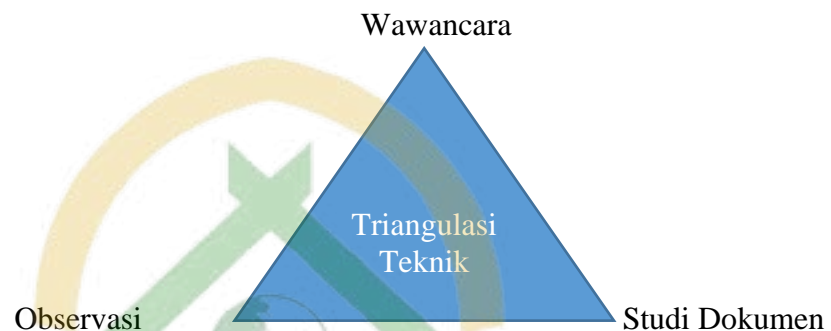 Wawancara
Triangulasi
Teknik
Observasi
Studi Dokumen